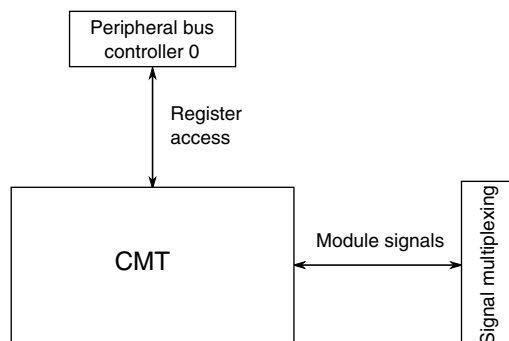 Peripheral bus
controller 0
Register
access
CMT
Module signals
Signal multiplexing